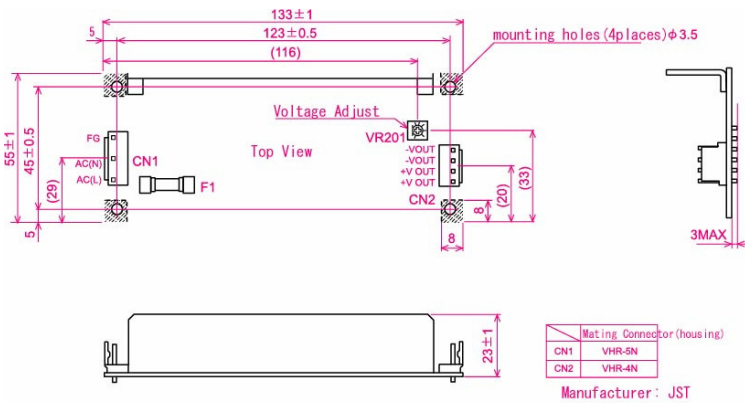 133±1
5
123±0.5
mounting holes(4places)φ3.5
(116)
Voltage Adjust
VR201
Top View
55±1
45±0.5
(29)
5
FG
AC(N)
AC(L)
CN1
F1
-VOUT
-VOUT
+V OUT
+V OUT
CN2
8
8
(20)
(33)
3MAX
23±1
Mating Connector(housing)
CN1 VHR-5N
CN2 VHR-4N
Manufacturer: JST